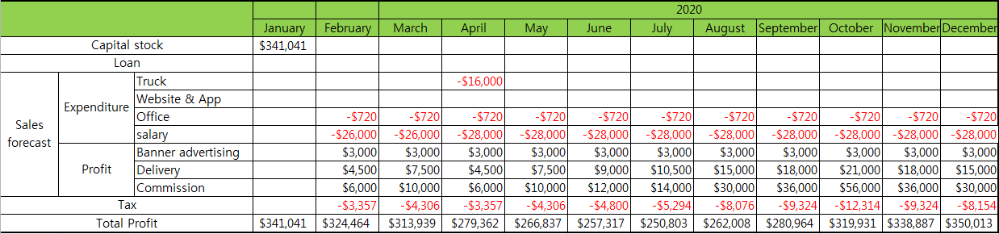 2020
January February March April May June July August September October November December
Capital stock $341,041
Loan
Truck -$16,000
Website & App
Expenditure
Office -$720 -$720 -$720 -$720 -$720 -$720 -$720 -$720 -$720 -$720 -$720
Sales forecast
salary -$26,000 -$26,000 -$28,000 -$28,000 -$28,000 -$28,000 -$28,000 -$28,000 -$28,000 -$28,000 -$28,000
Banner advertising $3,000 $3,000 $3,000 $3,000 $3,000 $3,000 $3,000 $3,000 $3,000 $3,000 $3,000
Profit Delivery $4,500 $7,500 $4,500 $7,500 $9,000 $10,500 $15,000 $18,000 $21,000 $18,000 $15,000
Commission $6,000 $10,000 $6,000 $10,000 $12,000 $14,000 $30,000 $36,000 $56,000 $36,000 $30,000
Tax -$3,357 -$4,306 -$3,357 -$4,306 -$4,800 -$5,294 -$8,076 -$9,324 -$12,314 -$9,324 -$8,154
Total Profit $341,041 $324,464 $313,939 $279,362 $266,837 $257,317 $250,803 $262,008 $280,964 $319,931 $338,887 $350,013